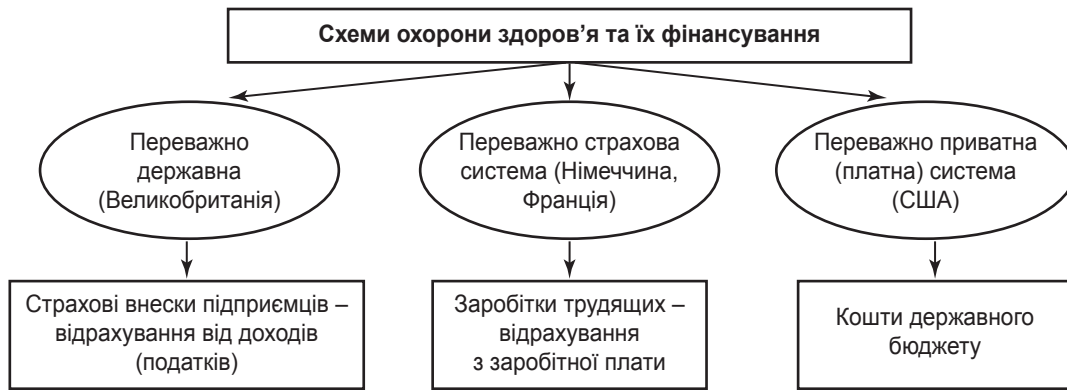 Схеми охорони здоров’я та їх фінансування
Переважно
державна
(Великобританія)
Переважно страхова
система (Німеччина,
Франція)
Переважно приватна
(платна) система
(США)
Страхові внески підприємців –
відрахування від доходів
(податків)
Заробітки трудящих –
відрахування
з заробітної плати
Кошти державного
бюджету